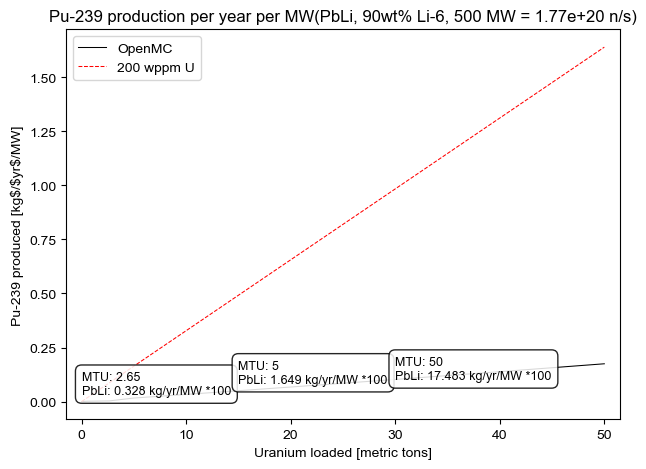 Pu-239 production per year per MW(PbLi, 90wt% Li-6, 500 MW = 1.77e+20 n/s)
OpenMC
200 wppm U
Pu-239 produced [kg$/$yr$/MW]
1.50
1.25
1.00
0.75
0.50
0.25
0.00
MTU: 2.65
PbLi: 0.328 kg/yr/MW *100
MTU: 5
PbLi: 1.649 kg/yr/MW *100
MTU: 50
PbLi: 17.483 kg/yr/MW *100
0
10
20
30
40
50
Uranium loaded [metric tons]